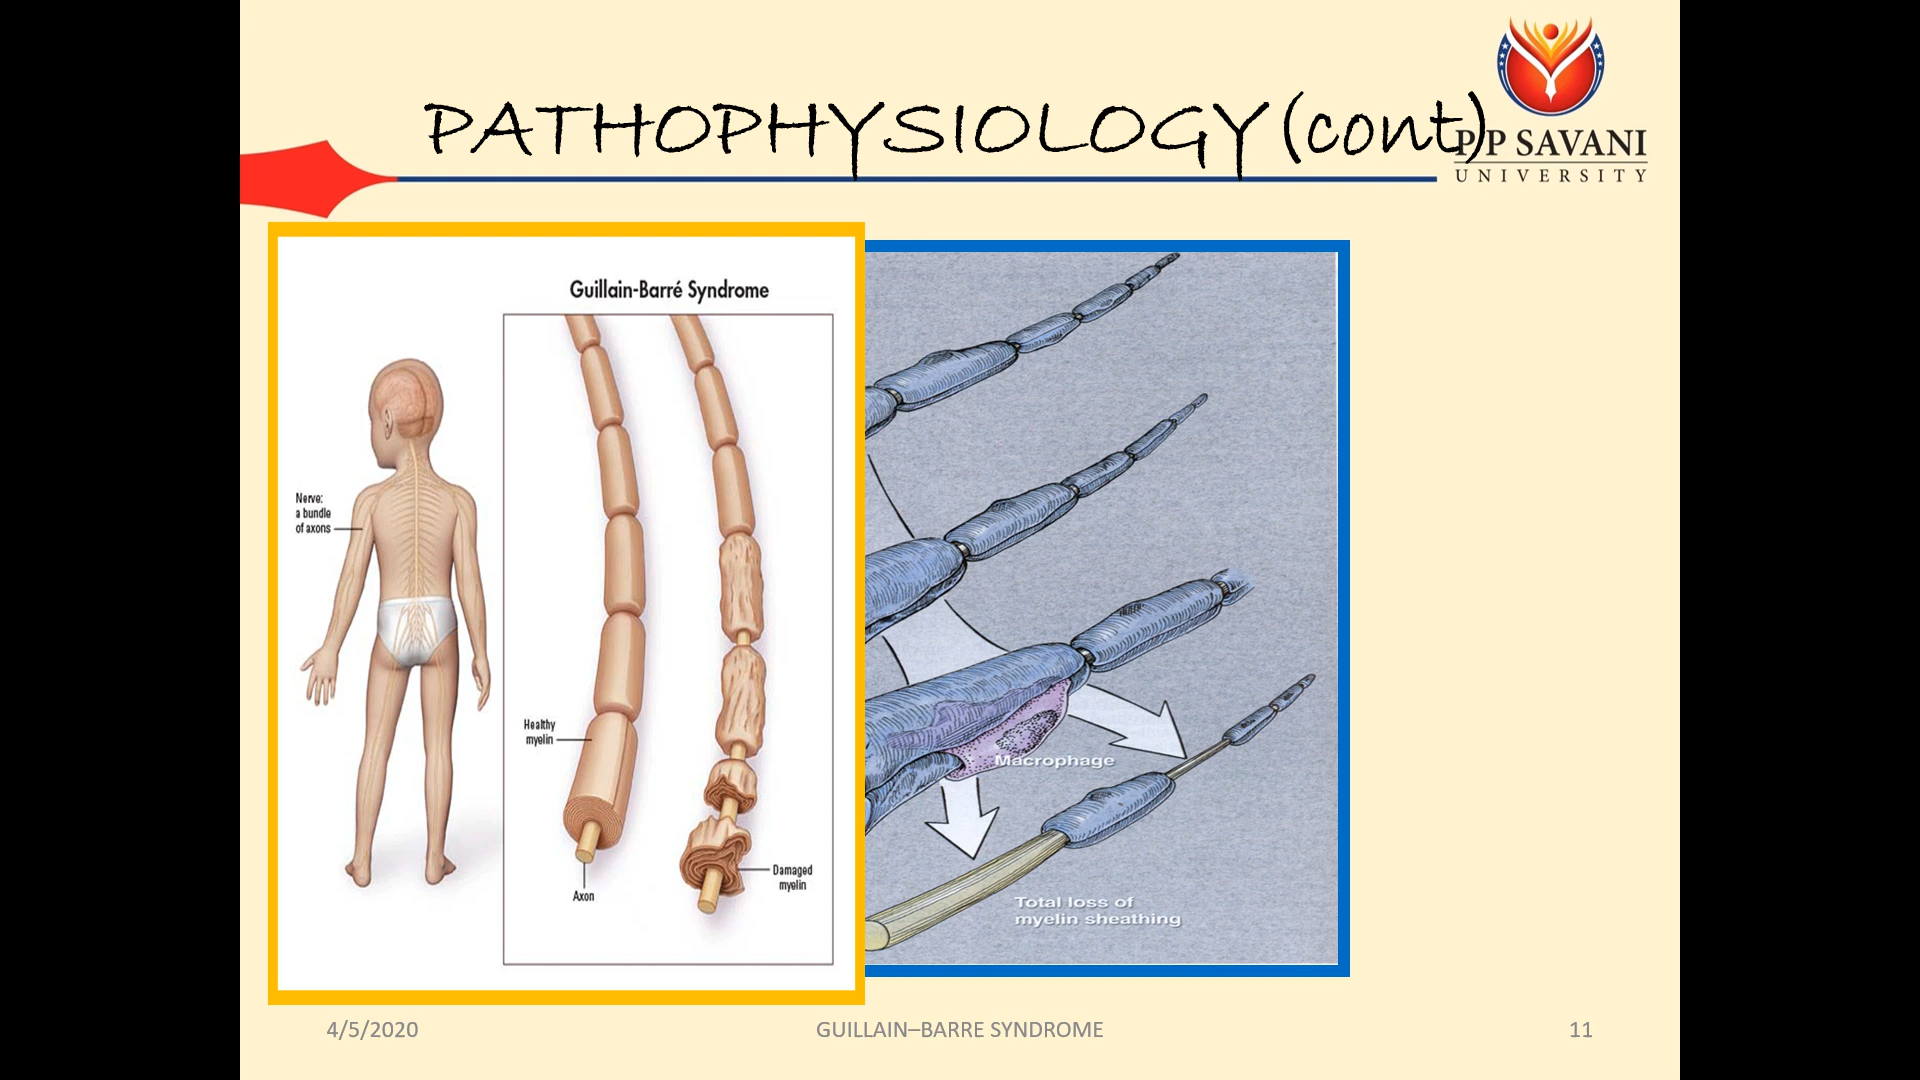 PATHOPHYSIOLOGY (cont)
P P SAVANI
UNIVERSITY
Guillain-Barré Syndrome
Nerve:
a bundle
of axons
Healthy
myelin
Axon
Damaged
myelin
Macrophage
Total loss of
myelin sheathing
4/5/2020
GUILLAIN–BARRE SYNDROME
11